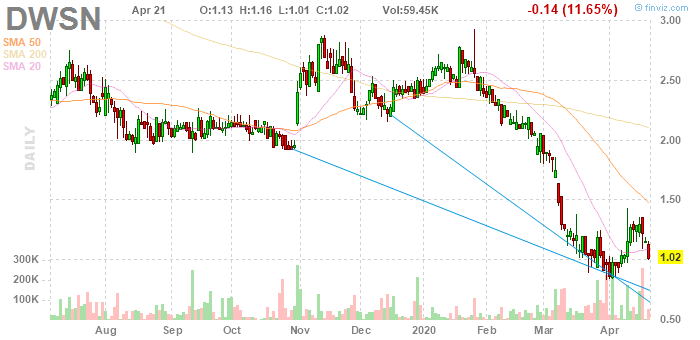 DWSN Apr 21 O:1.13 H:1.16 L:1.01 C:1.02 Vol:59.45K -0.14 (11.65%) © finviz.com
SMA 50
SMA 200
SMA 20
DAILY
3.00
2.50
2.00
1.50
1.02
0.50
300K
200K
100K
Aug Sep Oct Nov Dec 2020 Feb Mar Apr